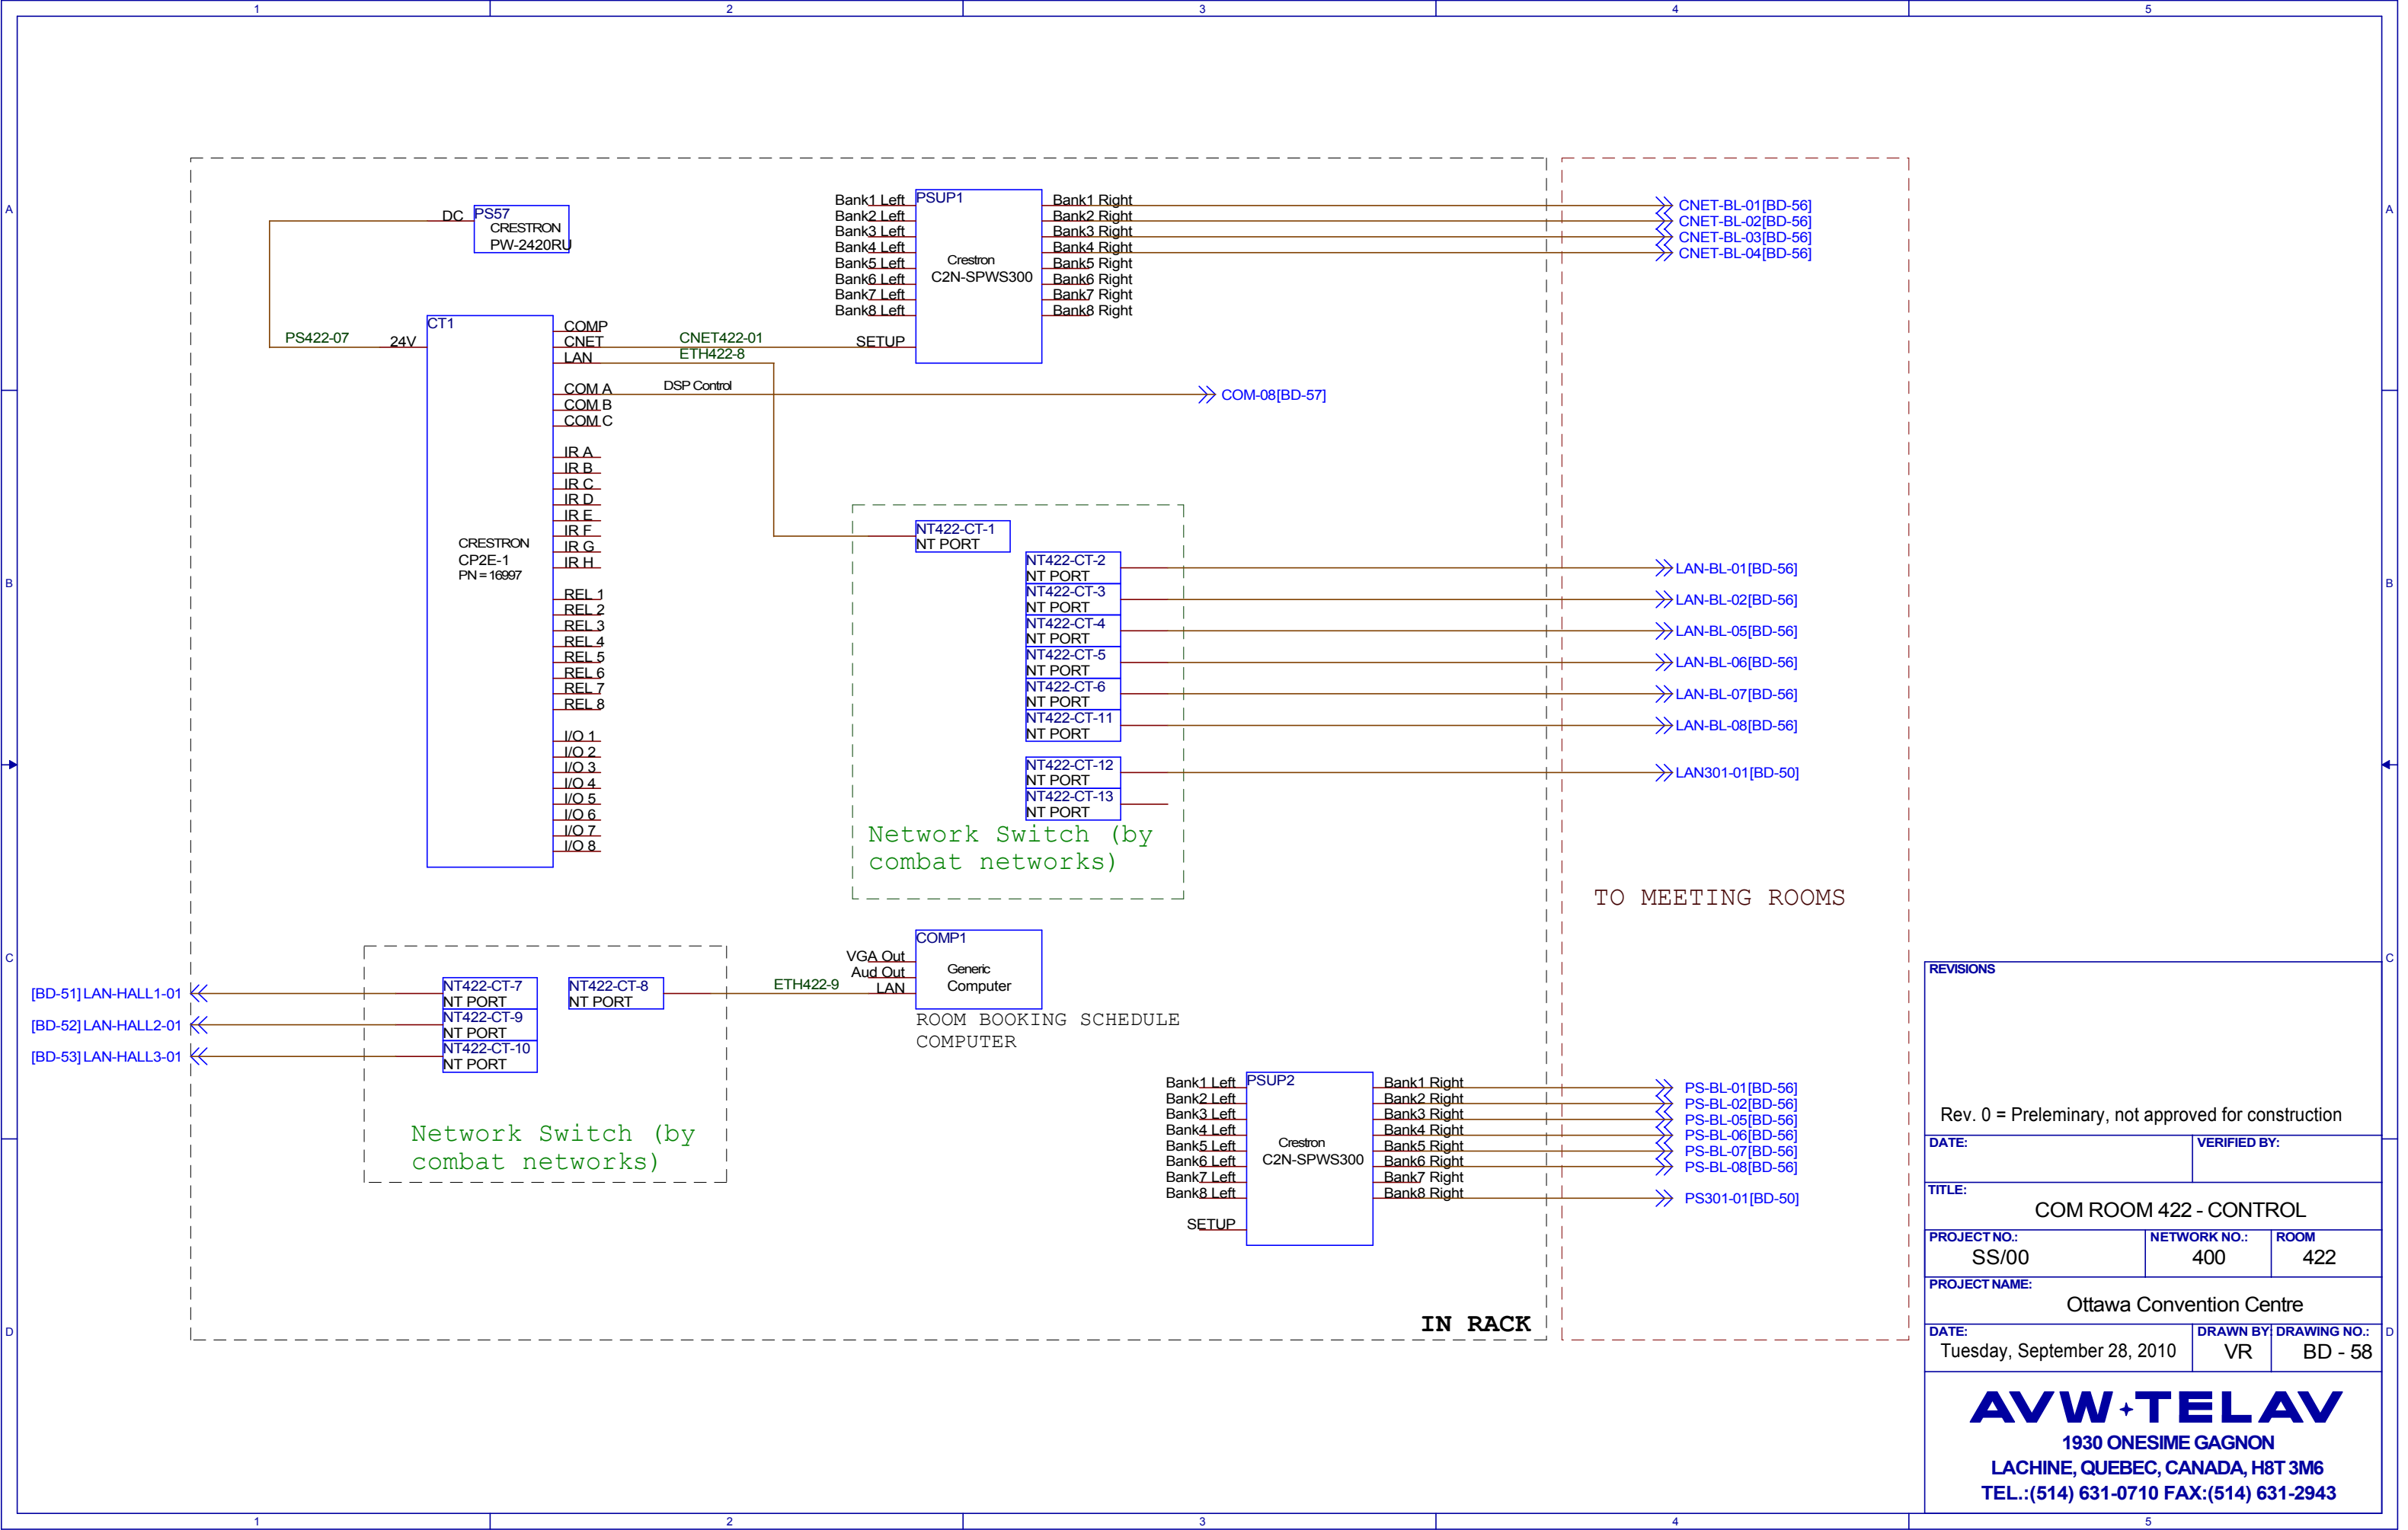 1
2
3
4
5
A
A
B
B
C
C
D
D
DC
PS57
CRESTRON
PW-2420RU
PS422-07
24V
CT1
CRESTRON
CP2E-1
PN = 16997
COMP
CNET
LAN
COM A
COM B
COM C
IR A
IR B
IR C
IR D
IR E
IR F
IR G
IR H
REL 1
REL 2
REL 3
REL 4
REL 5
REL 6
REL 7
REL 8
I/O 1
I/O 2
I/O 3
I/O 4
I/O 5
I/O 6
I/O 7
I/O 8
CNET422-01
ETH422-8
DSP Control
COM-08[BD-57]
Bank1 Left
Bank2 Left
Bank3 Left
Bank4 Left
Bank5 Left
Bank6 Left
Bank7 Left
Bank8 Left
SETUP
PSUP1
Crestron
C2N-SPWS300
Bank1 Right
Bank2 Right
Bank3 Right
Bank4 Right
Bank5 Right
Bank6 Right
Bank7 Right
Bank8 Right
CNET-BL-01[BD-56]
CNET-BL-02[BD-56]
CNET-BL-03[BD-56]
CNET-BL-04[BD-56]
NT422-CT-1
NT PORT
NT422-CT-2
NT PORT
NT422-CT-3
NT PORT
NT422-CT-4
NT PORT
NT422-CT-5
NT PORT
NT422-CT-6
NT PORT
NT422-CT-11
NT PORT
NT422-CT-12
NT PORT
NT422-CT-13
NT PORT
Network Switch (by
combat networks)
LAN-BL-01[BD-56]
LAN-BL-02[BD-56]
LAN-BL-05[BD-56]
LAN-BL-06[BD-56]
LAN-BL-07[BD-56]
LAN-BL-08[BD-56]
LAN301-01[BD-50]
TO MEETING ROOMS
[BD-51] LAN-HALL1-01
[BD-52] LAN-HALL2-01
[BD-53] LAN-HALL3-01
NT422-CT-7
NT PORT
NT422-CT-9
NT PORT
NT422-CT-10
NT PORT
NT422-CT-8
NT PORT
Network Switch (by
combat networks)
ETH422-9
VGA Out
Aud Out
LAN
COMP1
Generic
Computer
ROOM BOOKING SCHEDULE
COMPUTER
Bank1 Left
Bank2 Left
Bank3 Left
Bank4 Left
Bank5 Left
Bank6 Left
Bank7 Left
Bank8 Left
SETUP
PSUP2
Crestron
C2N-SPWS300
Bank1 Right
Bank2 Right
Bank3 Right
Bank4 Right
Bank5 Right
Bank6 Right
Bank7 Right
Bank8 Right
PS-BL-01[BD-56]
PS-BL-02[BD-56]
PS-BL-05[BD-56]
PS-BL-06[BD-56]
PS-BL-07[BD-56]
PS-BL-08[BD-56]
PS301-01[BD-50]
IN RACK
REVISIONS
Rev. 0 = Preleminary, not approved for construction
DATE:
VERIFIED BY:
TITLE:
COM ROOM 422 - CONTROL
PROJECT NO.:
SS/00
NETWORK NO.:
400
ROOM
422
PROJECT NAME:
Ottawa Convention Centre
DATE:
Tuesday, September 28, 2010
DRAWN BY:
VR
DRAWING NO.:
BD - 58
AVW TELAV
1930 ONESIME GAGNON
LACHINE, QUEBEC, CANADA, H8T 3M6
TEL.:(514) 631-0710 FAX:(514) 631-2943
1
2
3
4
5